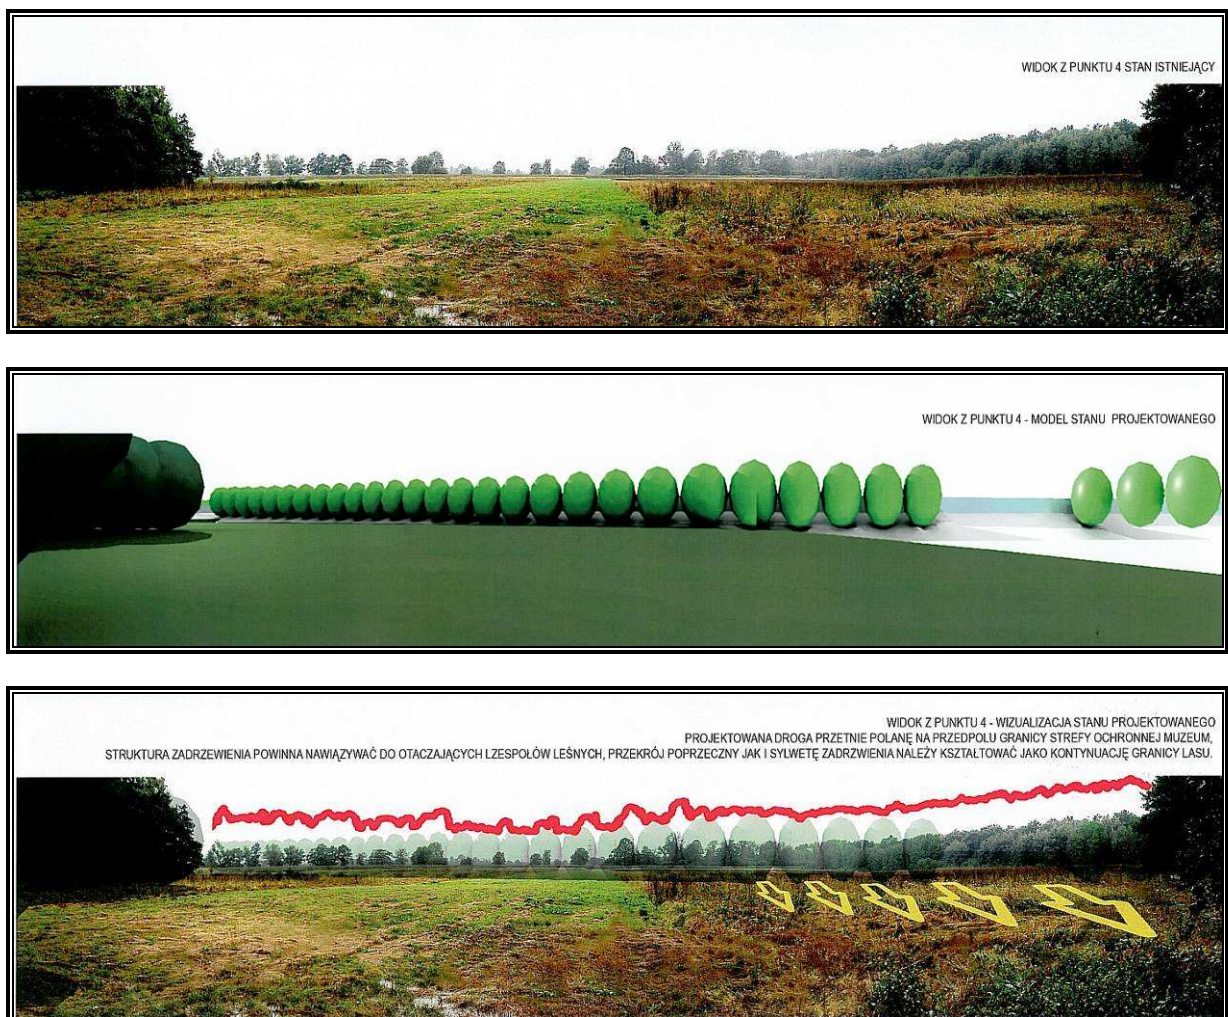 WIDOK Z PUNKTU 4 STAN ISTNIEJĄCY
WIDOK Z PUNKTU 4 - MODEL STANU PROJEKTOWANEGO
WIDOK Z PUNKTU 4 - WIZUALIZACJA STANU PROJEKTOWANEGO
PROJEKTOWANA DROGA PRZETNIE POLANĘ NA PRZEDPOLU GRANICY STREFY OCHRONNEJ MUZEUM,
STRUKTURA ZADRZEWIENIA POWINNA NAWIĄZYWAĆ DO OTACZAJĄCYCH ŁZESPOŁÓW LEŚNYCH, PRZEKRÓJ POPRZECZNY JAK I SYLWETĘ ZADRZWIENIA NALEŻY KSZTAŁTOWAĆ JAKO KONTYNUACJĘ GRANICY LASU.